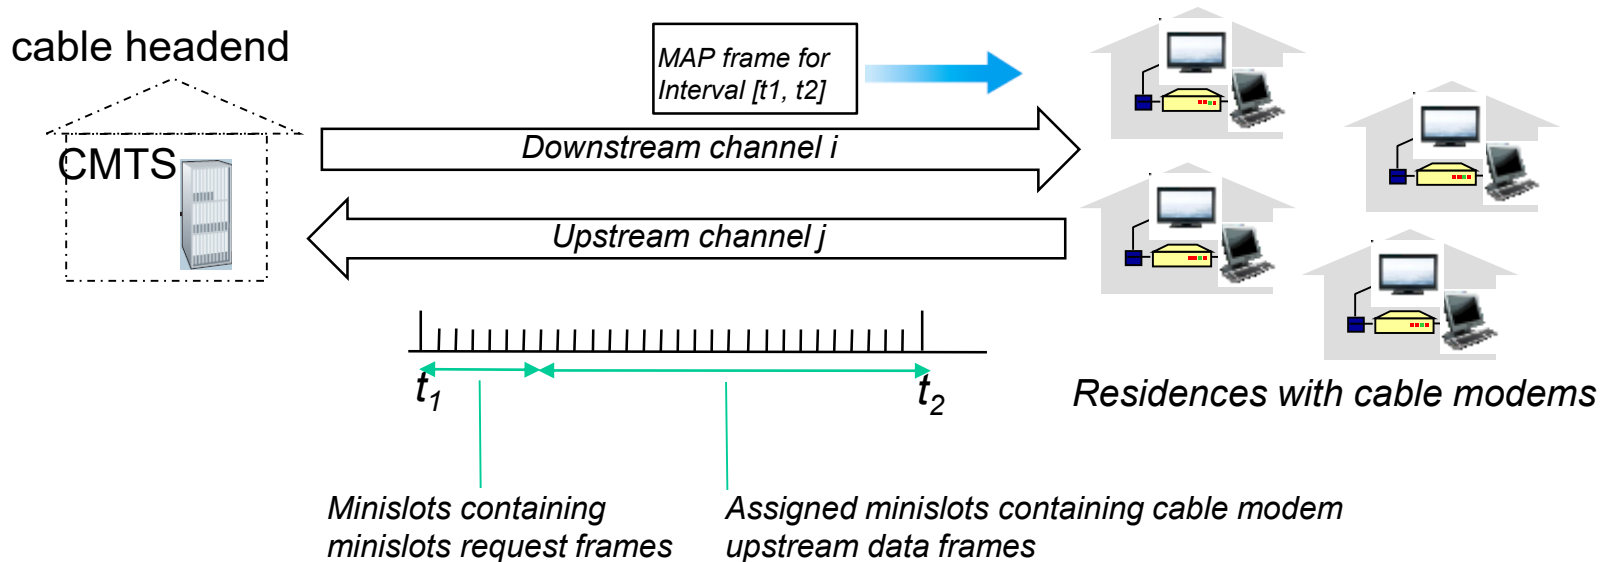 cable headend
MAP frame for
Interval [t1, t2]
CMTS
Downstream channel i
Upstream channel j
t1
t2
Residences with cable modems
Minislots containing
minislots request frames
Assigned minislots containing cable modem
upstream data frames